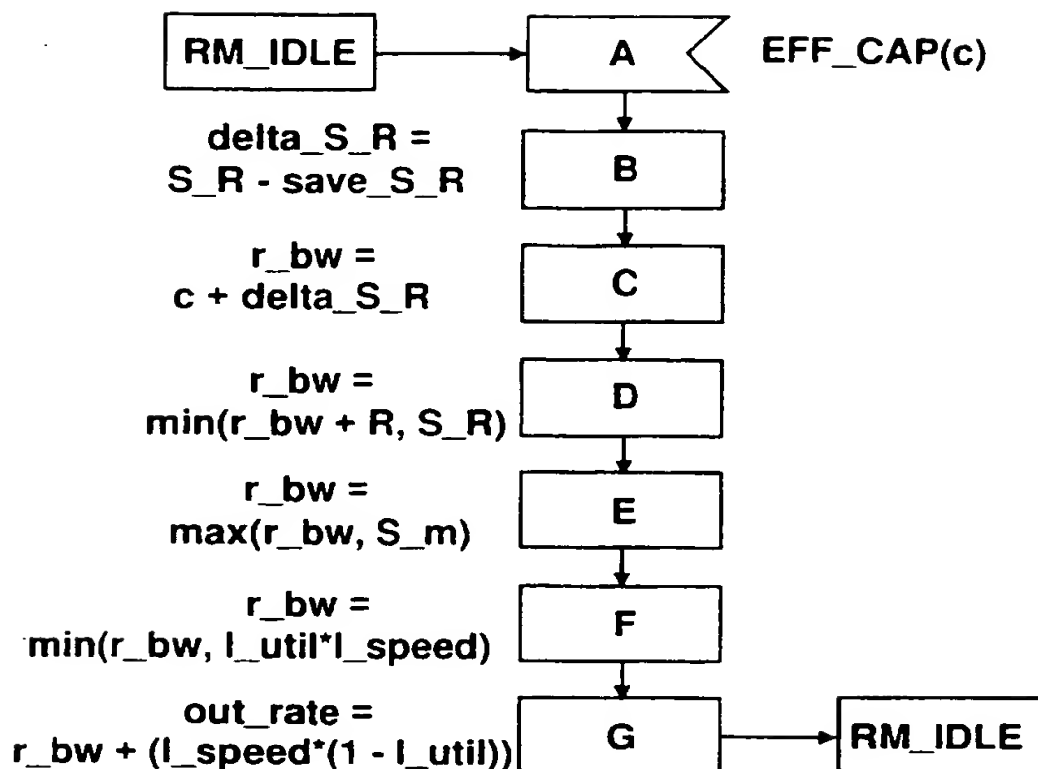 RM_IDLE
A
EFF_CAP(c)
delta_S_R =
S_R - save_S_R
B
r_bw =
c + delta_S_R
C
r_bw =
min(r_bw + R, S_R)
D
r_bw =
max(r_bw, S_m)
E
r_bw =
min(r_bw, l_util*l_speed)
F
out_rate =
r_bw + (l_speed*(1 - l_util))
G
RM_IDLE